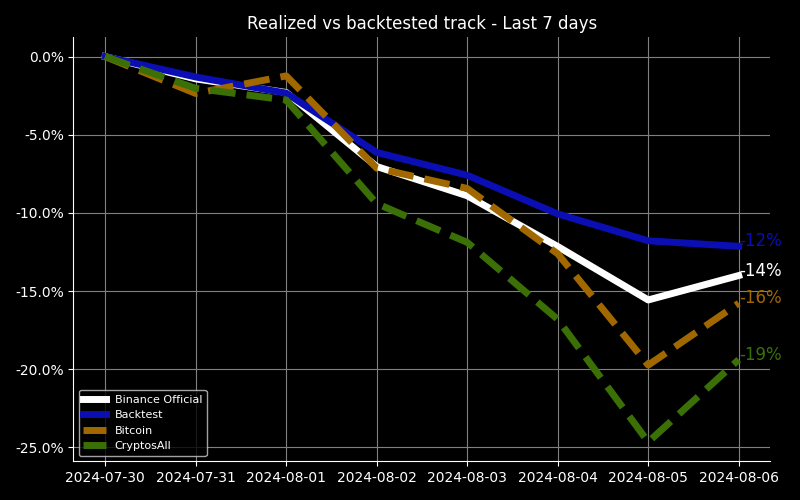 Realized vs backtested track - Last 7 days
0.0%
-5.0%
-10.0%
-15.0%
-20.0%
-25.0%
-12%
-14%
-16%
-19%
Binance Official
Backtest
Bitcoin
CryptosAll
2024-07-30 2024-07-31 2024-08-01 2024-08-02 2024-08-03 2024-08-04 2024-08-05 2024-08-06